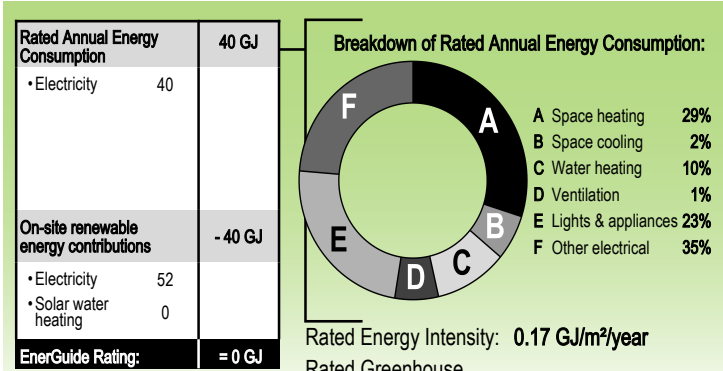 Rated Annual Energy Consumption 40 GJ
• Electricity 40
On-site renewable energy contributions - 40 GJ
• Electricity 52
• Solar water heating 0
EnerGuide Rating: = 0 GJ
Breakdown of Rated Annual Energy Consumption:
A
B
C
D
E
F
A Space heating 29%
B Space cooling 2%
C Water heating 10%
D Ventilation 1%
E Lights & appliances 23%
F Other electrical 35%
Rated Energy Intensity: 0.17 GJ/m²/year
Rated Greenhouse